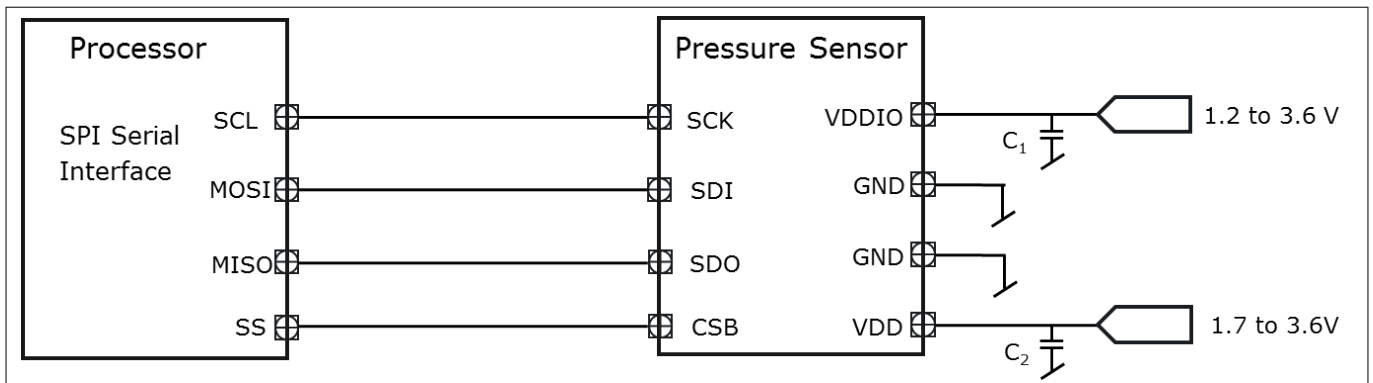 Processor
SPI Serial
Interface
SCL
MOSI
MISO
SS
Pressure Sensor
SCK
SDI
SDO
CSB
VDDIO
GND
GND
VDD
C1
C2
1.2 to 3.6 V
1.7 to 3.6V